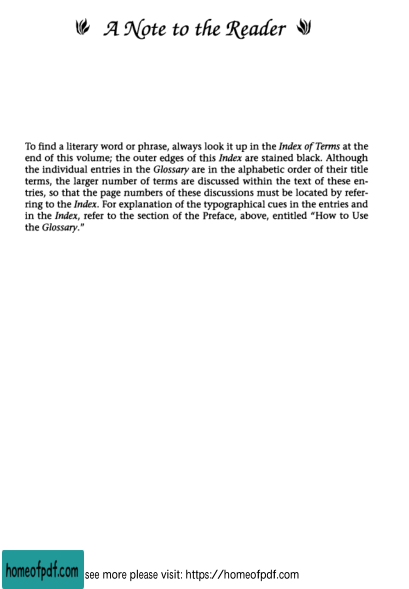 A Note to the Reader
To find a literary word or phrase, always look it up in the Index of Terms at the
end of this volume; the outer edges of this Index are stained black. Although
the individual entries in the Glossary are in the alphabetic order of their title
terms, the larger number of terms are discussed within the text of these en-
tries, so that the page numbers of these discussions must be located by refer-
ring to the Index. For explanation of the typographical cues in the entries and
in the Index, refer to the section of the Preface, above, entitled “How to Use
the Glossary.”
homeofpdf.com see more please visit: https://homeofpdf.com